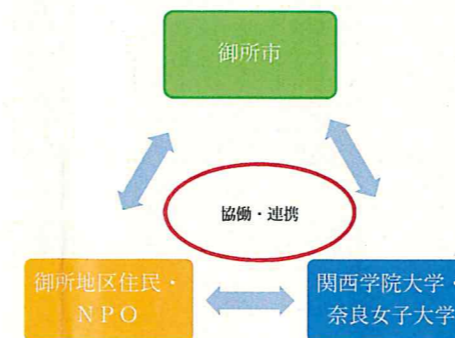 御所市
協働・連携
御所地区住民・
ＮＰＯ
関西学院大学・
奈良女子大学